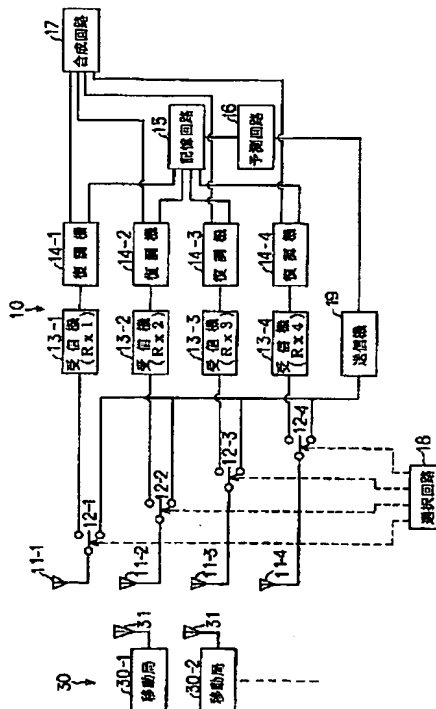 10
11-1
12-1
13-1
受信機
(Rx1)
14-1
復調機
17
合成回路
11-2
12-2
13-2
受信機
(Rx2)
14-2
復調機
15
記憶回路
16
予測回路
11-3
12-3
13-3
受信機
(Rx3)
14-3
復調機
11-4
12-4
13-4
受信機
(Rx4)
14-4
復調機
19
送信機
18
選択回路
30
31
30-1
移動局
31
30-2
移動局